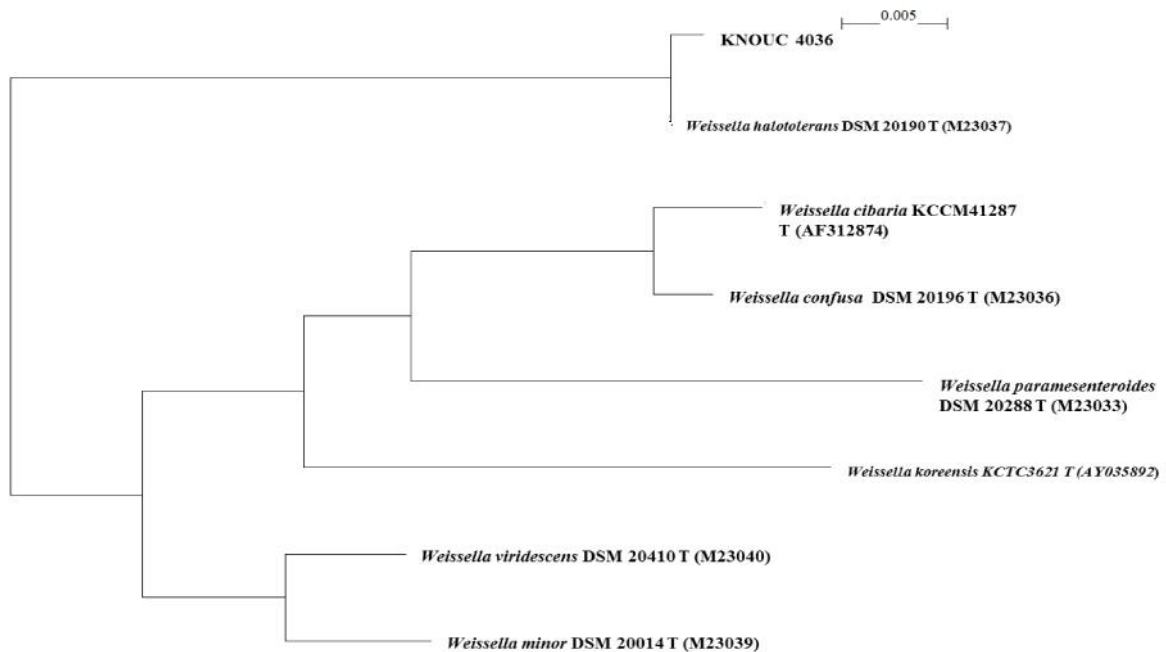 0.005
KNOUC 4036
Weissella halotolerans DSM 20190 T (M23037)
Weissella cibaria KCCM41287
T (AF312874)
Weissella confusa DSM 20196 T (M23036)
Weissella paramesenteroides
DSM 20288 T (M23033)
Weissella koreensis KCTC3621 T (AY035892)
Weissella viridescens DSM 20410 T (M23040)
Weissella minor DSM 20014 T (M23039)